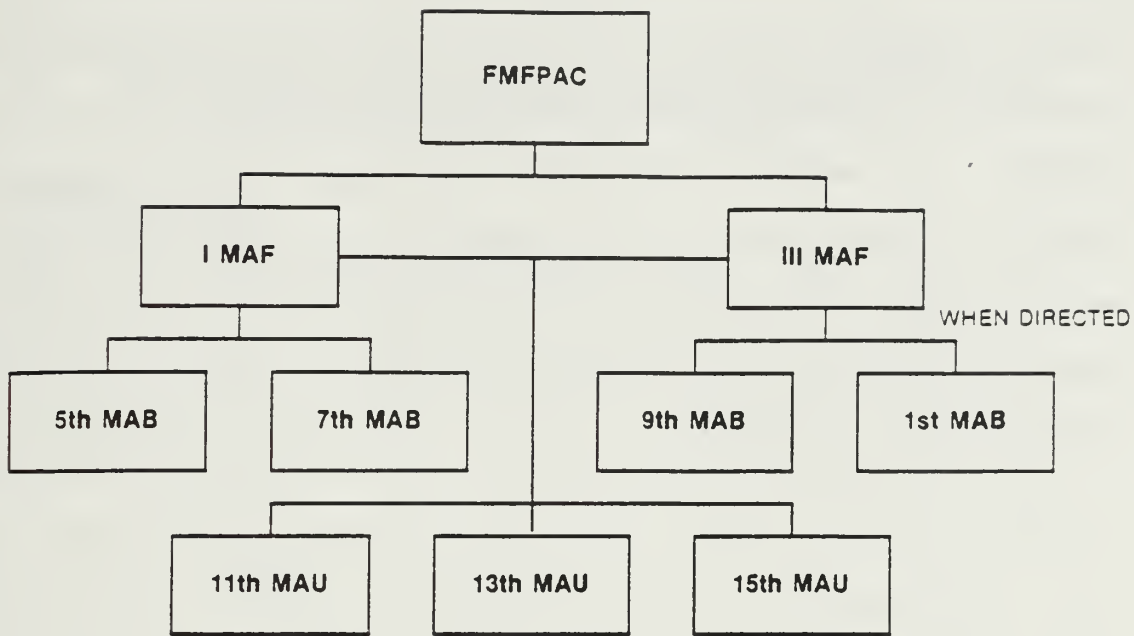 FMFPAC
I MAF
III MAF
WHEN DIRECTED
5th MAB
7th MAB
9th MAB
1st MAB
11th MAU
13th MAU
15th MAU